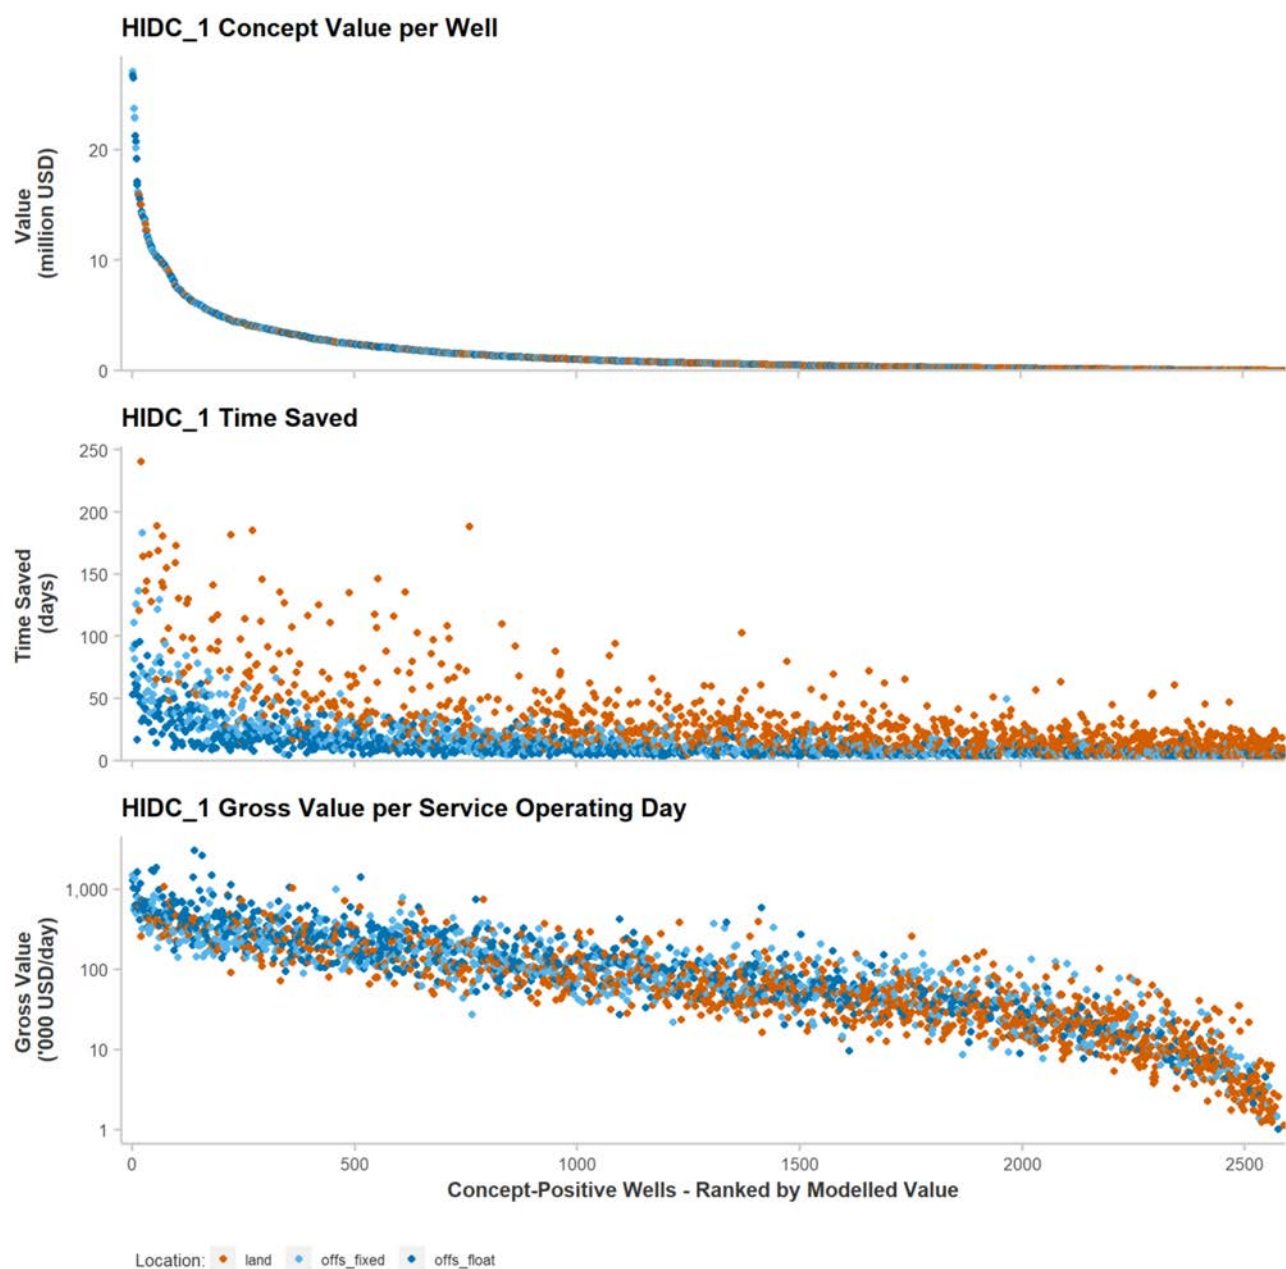 HIDC_1 Concept Value per Well
Value
(million USD)
20
10
0
HIDC_1 Time Saved
Time Saved
(days)
250
200
150
100
50
0
HIDC_1 Gross Value per Service Operating Day
Gross Value
('000 USD/day)
1,000
100
10
1
0 500 1000 1500 2000 2500
Concept-Positive Wells - Ranked by Modelled Value
Location: land offs_fixed offs_float